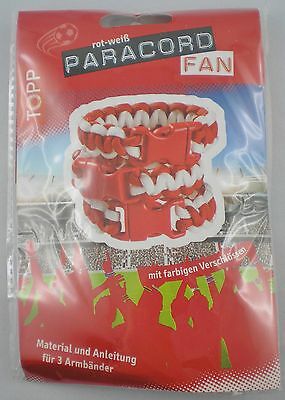 rot-weiß
PARACORD
FAN
TOPP
mit farbigen Verschlüssen
Material und Anleitung
für 3 Armbänder